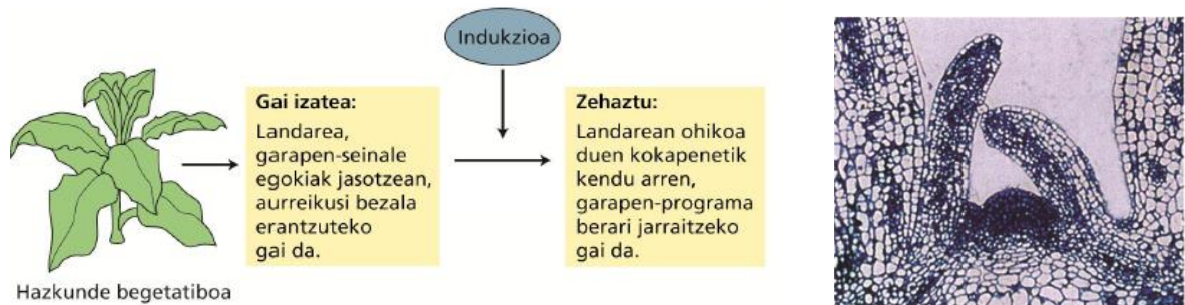 Indukzioa
Gai izatea:
Landarea,
garapen-seinale
egokiak jasotzean,
aurreikusi bezala
erantzuteko
gai da.
Zehaztu:
Landarean ohikoa
duen kokapenetik
kendu arren,
garapen-programa
berari jarraitzeko
gai da.
Hazkunde begetatiboa